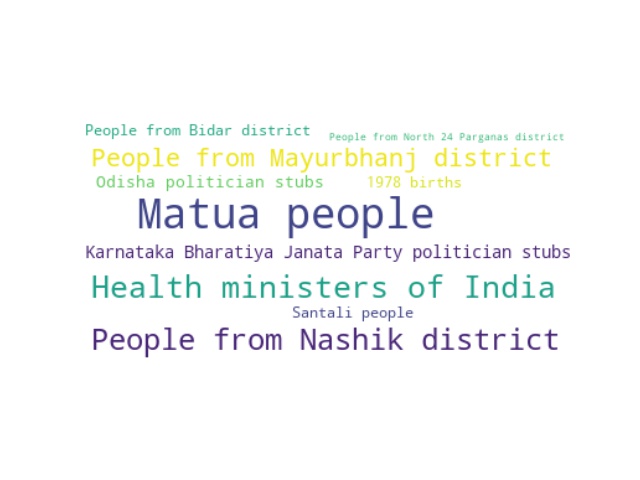 People from Bidar district
People from North 24 Parganas district
People from Mayurbhanj district
Odisha politician stubs
1978 births
Matua people
Karnataka Bharatiya Janata Party politician stubs
Health ministers of India
Santali people
People from Nashik district